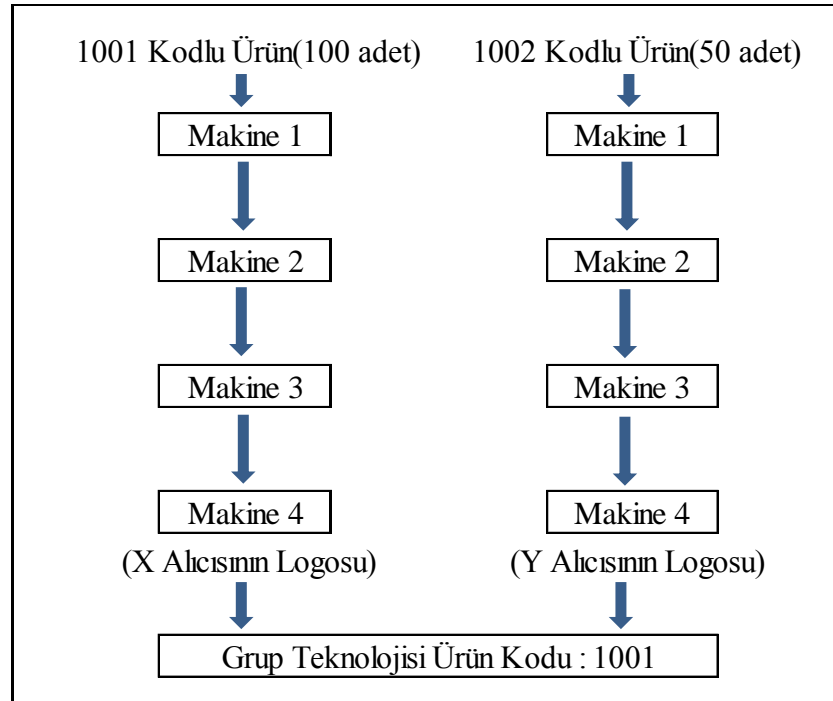 1001 Kodlu Ürün(100 adet) 1002 Kodlu Ürün(50 adet)
Makine 1 Makine 1
Makine 2 Makine 2
Makine 3 Makine 3
Makine 4 Makine 4
(X Alıcısının Logosu) (Y Alıcısının Logosu)
Grup Teknolojisi Ürün Kodu : 1001